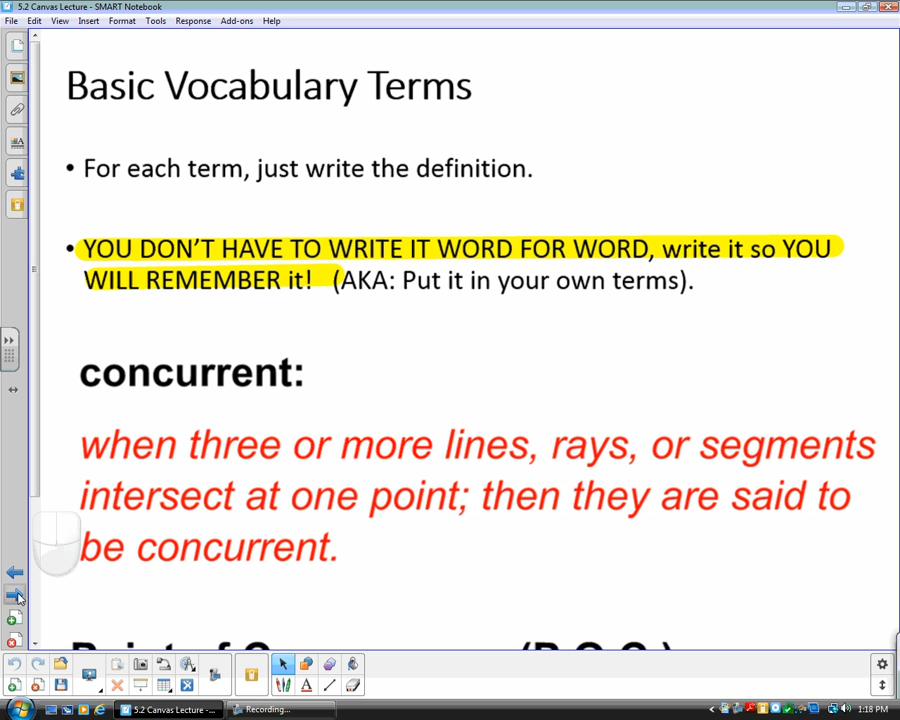 5.2 Canvas Lecture - SMART Notebook
File Edit View Insert Format Tools Response Add-ons Help
Basic Vocabulary Terms
• For each term, just write the definition.
• YOU DON'T HAVE TO WRITE IT WORD FOR WORD, write it so YOU
WILL REMEMBER it! (AKA: Put it in your own terms).
concurrent:
when three or more lines, rays, or segments
intersect at one point; then they are said to
be concurrent.
5.2 Canvas Lecture -... Recording... 1:18 PM